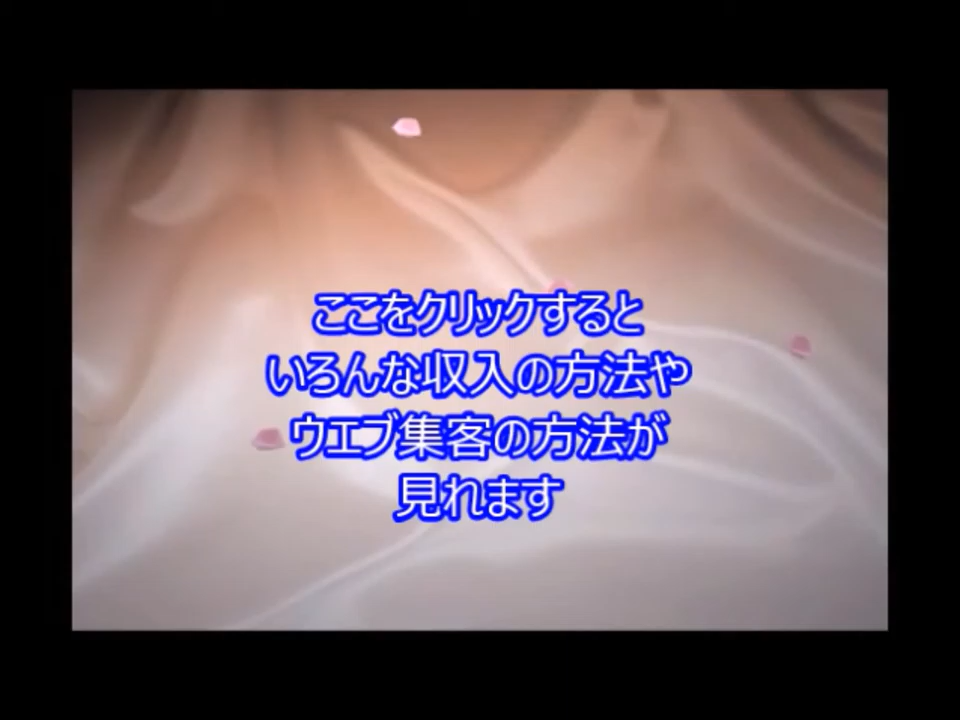 ここをクリックすると
いろんな収入の方法や
ウエブ集客の方法が
見れます